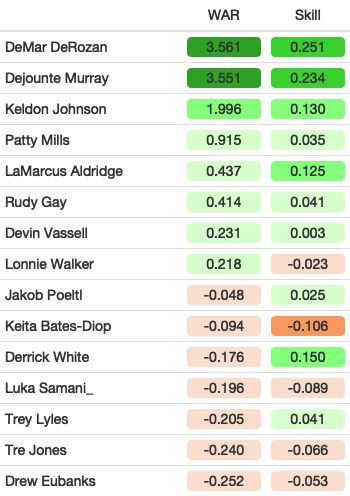 WAR Skill
DeMar DeRozan 3.561 0.251
Dejounte Murray 3.551 0.234
Keldon Johnson 1.996 0.130
Patty Mills 0.915 0.035
LaMarcus Aldridge 0.437 0.125
Rudy Gay 0.414 0.041
Devin Vassell 0.231 0.003
Lonnie Walker 0.218 -0.023
Jakob Poeltl -0.048 0.025
Keita Bates-Diop -0.094 -0.106
Derrick White -0.176 0.150
Luka Samani_ -0.196 -0.089
Trey Lyles -0.205 0.041
Tre Jones -0.240 -0.066
Drew Eubanks -0.252 -0.053